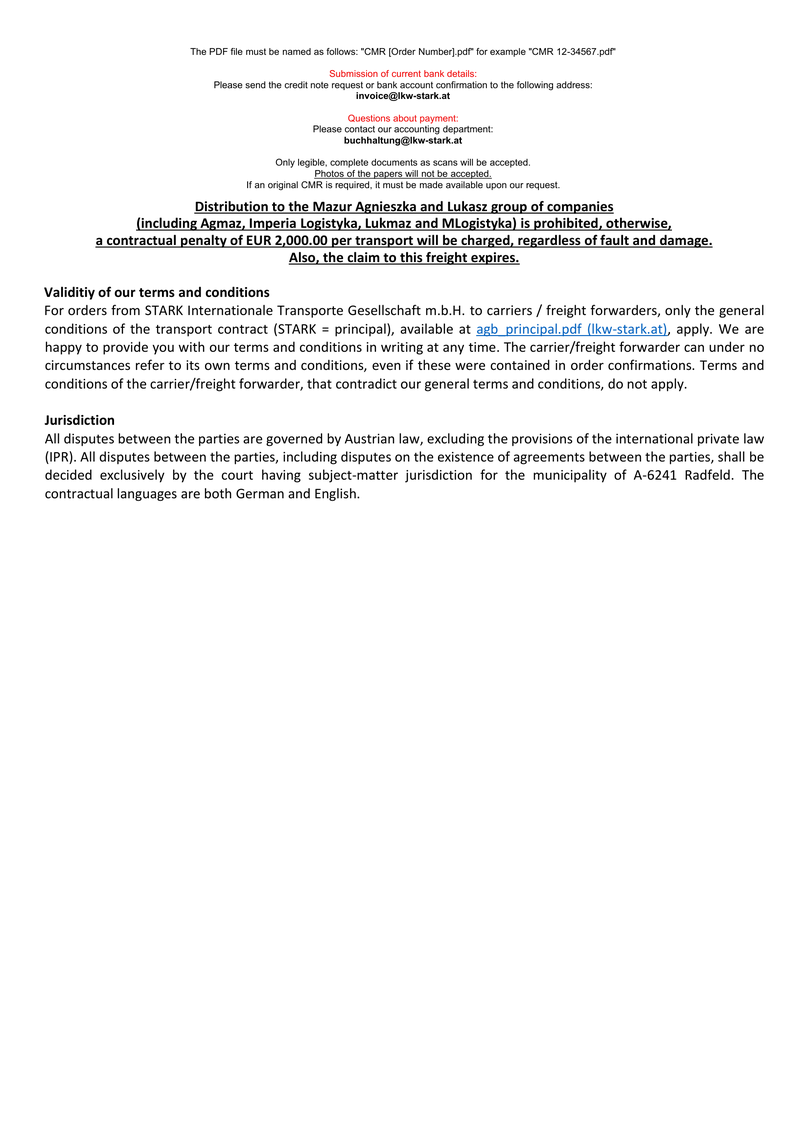 The PDF file must be named as follows: "CMR [Order Number].pdf" for example "CMR 12-34567.pdf"
Submission of current bank details:
Please send the credit note request or bank account confirmation to the following address:
invoice@lkw-stark.at
Questions about payment:
Please contact our accounting department:
buchhaltung@lkw-stark.at
Only legible, complete documents as scans will be accepted.
Photos of the papers will not be accepted.
If an original CMR is required, it must be made available upon our request.
Distribution to the Mazur Agnieszka and Lukasz group of companies
(including Agmaz, Imperia Logistyka, Lukmaz and MLogistyka) is prohibited, otherwise,
a contractual penalty of EUR 2,000.00 per transport will be charged, regardless of fault and damage.
Also, the claim to this freight expires.
Validitiy of our terms and conditions
For orders from STARK Internationale Transporte Gesellschaft m.b.H. to carriers / freight forwarders, only the general
conditions of the transport contract (STARK = principal), available at agb_principal.pdf (lkw-stark.at), apply. We are
happy to provide you with our terms and conditions in writing at any time. The carrier/freight forwarder can under no
circumstances refer to its own terms and conditions, even if these were contained in order confirmations. Terms and
conditions of the carrier/freight forwarder, that contradict our general terms and conditions, do not apply.
Jurisdiction
All disputes between the parties are governed by Austrian law, excluding the provisions of the international private law
(IPR). All disputes between the parties, including disputes on the existence of agreements between the parties, shall be
decided exclusively by the court having subject-matter jurisdiction for the municipality of A-6241 Radfeld. The
contractual languages are both German and English.